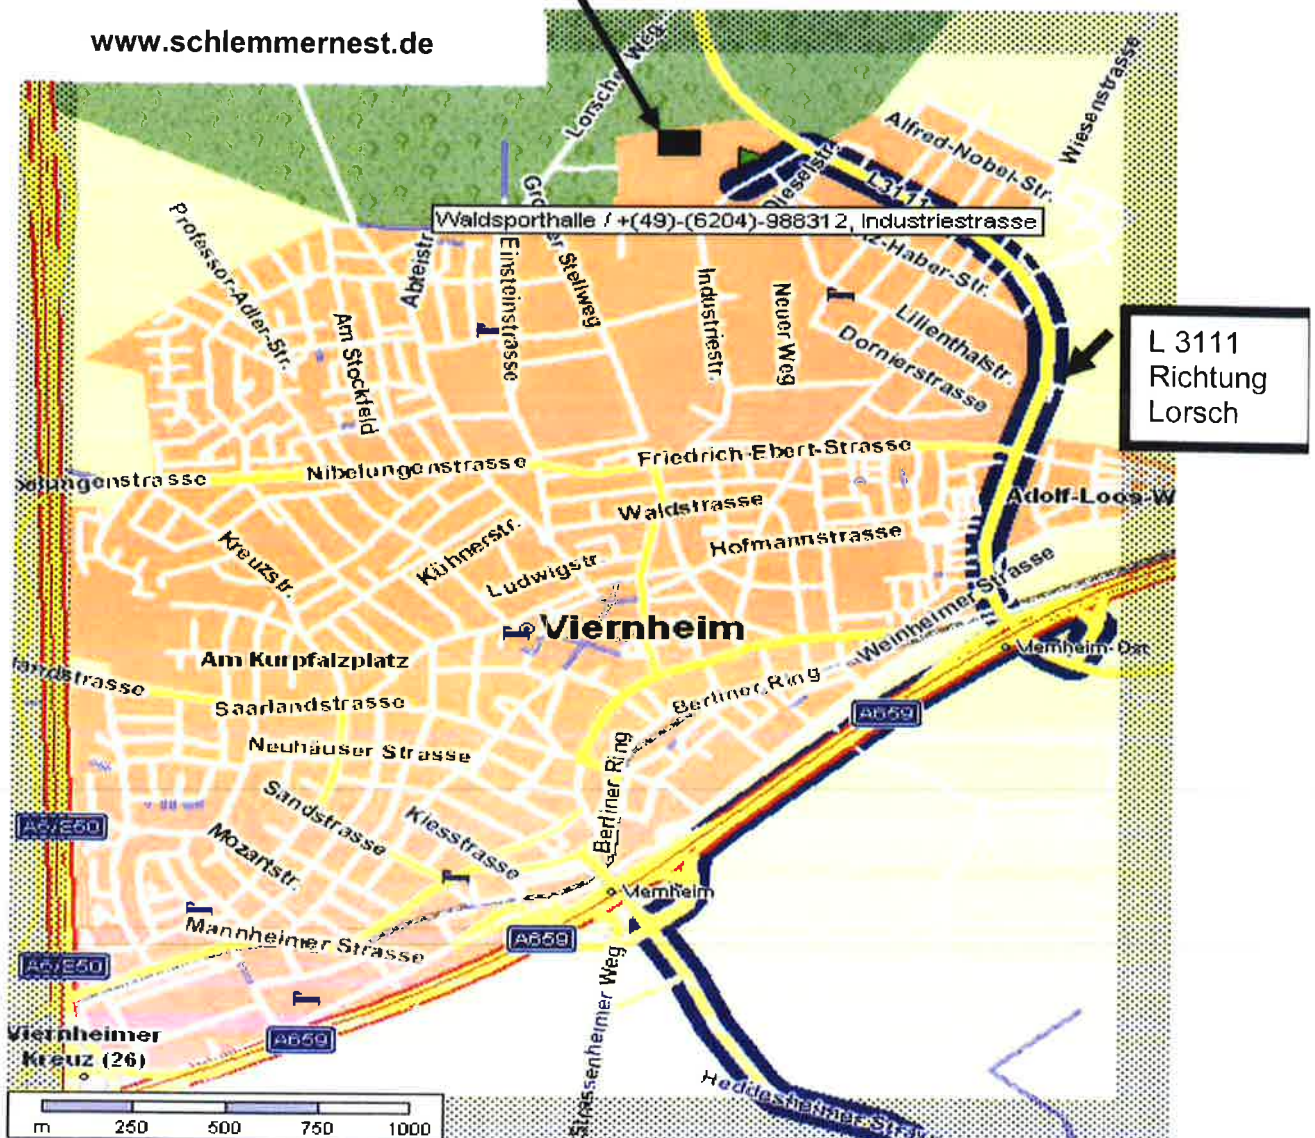 www.schlemmernest.de
Lorscher Weg
Wiesenstrasse
Alfred-Nobel-Str.
L3111
Dieselstr.
Waldsporthalle / +(49)-(6204)-988312, Industriestrasse
Professor-Adler-Str.
Abteistr.
Einsteinstrasse
Stellweg
Industriestr.
Neuer Weg
Z-Haber-Str.
Lilienthalstr.
Dornierstrasse
Am Stockfeld
L 3111
Richtung
Lorsch
Nibelungenstrasse
Friedrich-Ebert-Strasse
Waldstrasse
Hofmannstrasse
Adolf-Loos-W
Kreuzstr.
Kühnerstr.
Ludwigstr.
Viernheim
Weinheimer Strasse
Viernheim-Ost
Am Kurpfalzplatz
landstrasse
Saarlandstrasse
Berliner Ring
A659
Neuhäuser Strasse
Berliner Ring
Sandstrasse
Kiesstrasse
Mozartstr.
A6/E50
Viernheim
Mannheimer Strasse
A659
A6/E50
A659
Strassenheimer Weg
Viernheimer
Kreuz (26)
Heddesheimer-Stra
m 250 500 750 1000